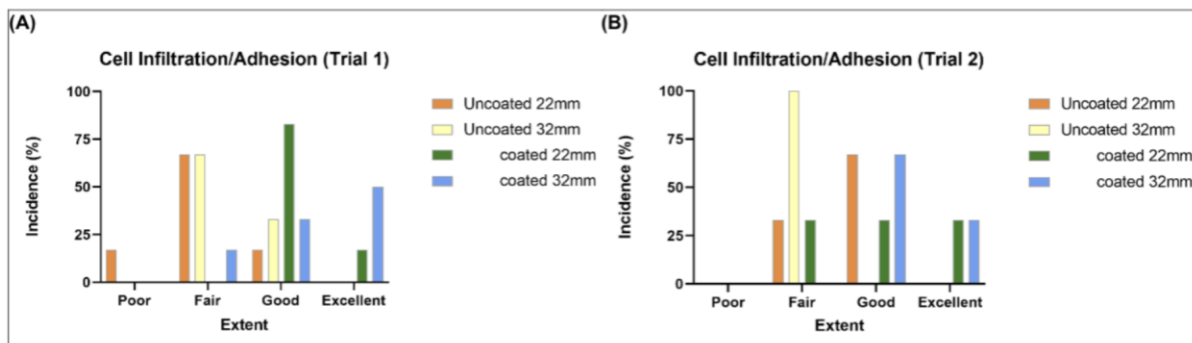 (A)
Cell Infiltration/Adhesion (Trial 1)
Incidence (%)
100
75
50
25
0
Poor Fair Good Excellent
Extent
Uncoated 22mm
Uncoated 32mm
coated 22mm
coated 32mm
(B)
Cell Infiltration/Adhesion (Trial 2)
Incidence (%)
100
75
50
25
0
Poor Fair Good Excellent
Extent
Uncoated 22mm
Uncoated 32mm
coated 22mm
coated 32mm